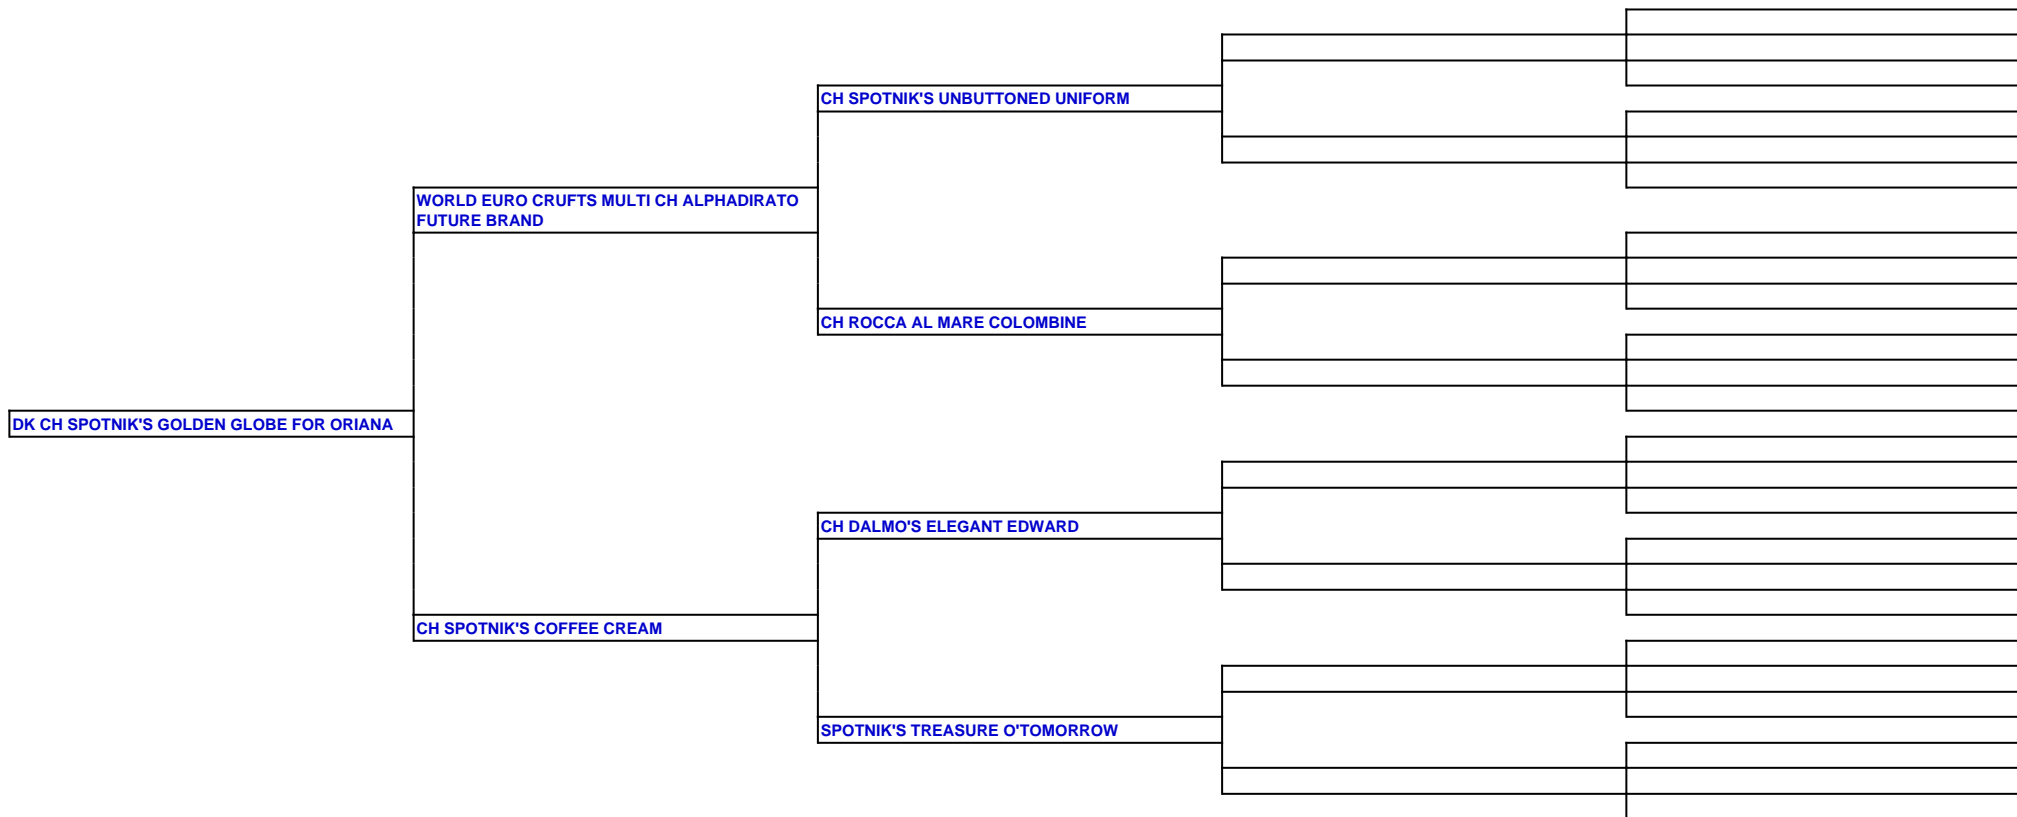 CH SPOTNIK'S UNBUTTONED UNIFORM
WORLD EURO CRUFTS MULTI CH ALPHADIRATO
FUTURE BRAND
CH ROCCA AL MARE COLOMBINE
DK CH SPOTNIK'S GOLDEN GLOBE FOR ORIANA
CH DALMO'S ELEGANT EDWARD
CH SPOTNIK'S COFFEE CREAM
SPOTNIK'S TREASURE O'TOMORROW